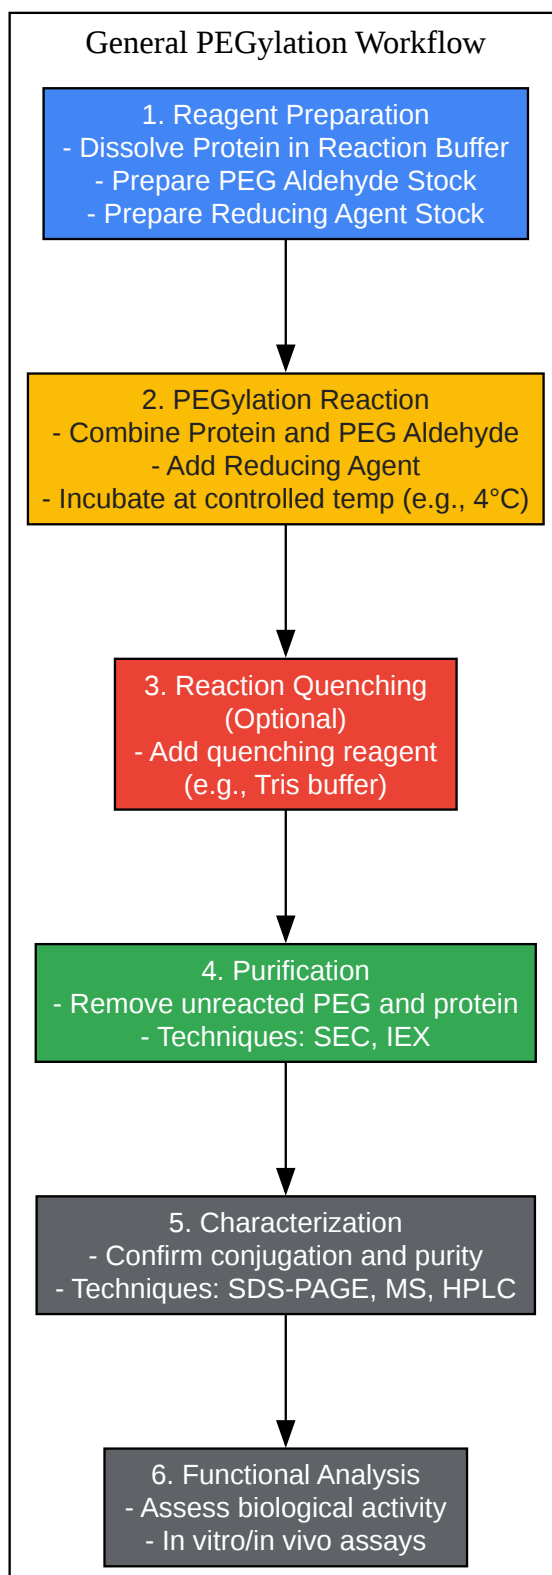 General PEGylation Workflow
1. Reagent Preparation
- Dissolve Protein in Reaction Buffer
- Prepare PEG Aldehyde Stock
- Prepare Reducing Agent Stock
2. PEGylation Reaction
- Combine Protein and PEG Aldehyde
- Add Reducing Agent
- Incubate at controlled temp (e.g., 4°C)
3. Reaction Quenching
(Optional)
- Add quenching reagent
(e.g., Tris buffer)
4. Purification
- Remove unreacted PEG and protein
- Techniques: SEC, IEX
5. Characterization
- Confirm conjugation and purity
- Techniques: SDS-PAGE, MS, HPLC
6. Functional Analysis
- Assess biological activity
- In vitro/in vivo assays